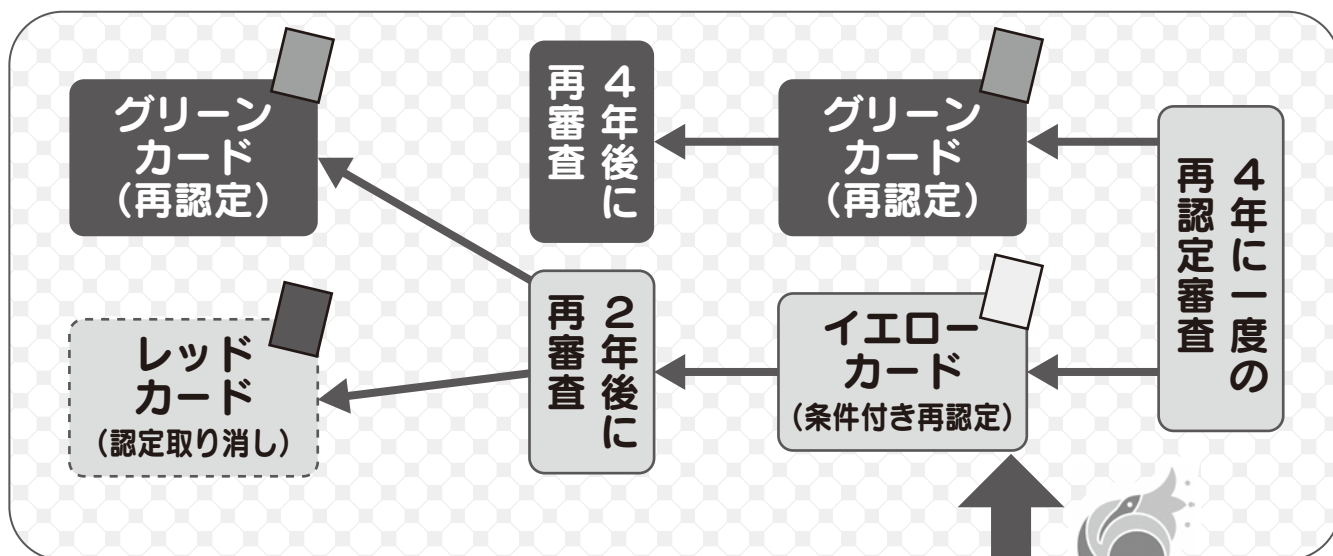 4年に一度の
再認定審査
グリーン
カード
(再認定)
4年後に
再審査
イエロー
カード
(条件付き再認定)
2年後に
再審査
グリーン
カード
(再認定)
レッド
カード
(認定取り消し)